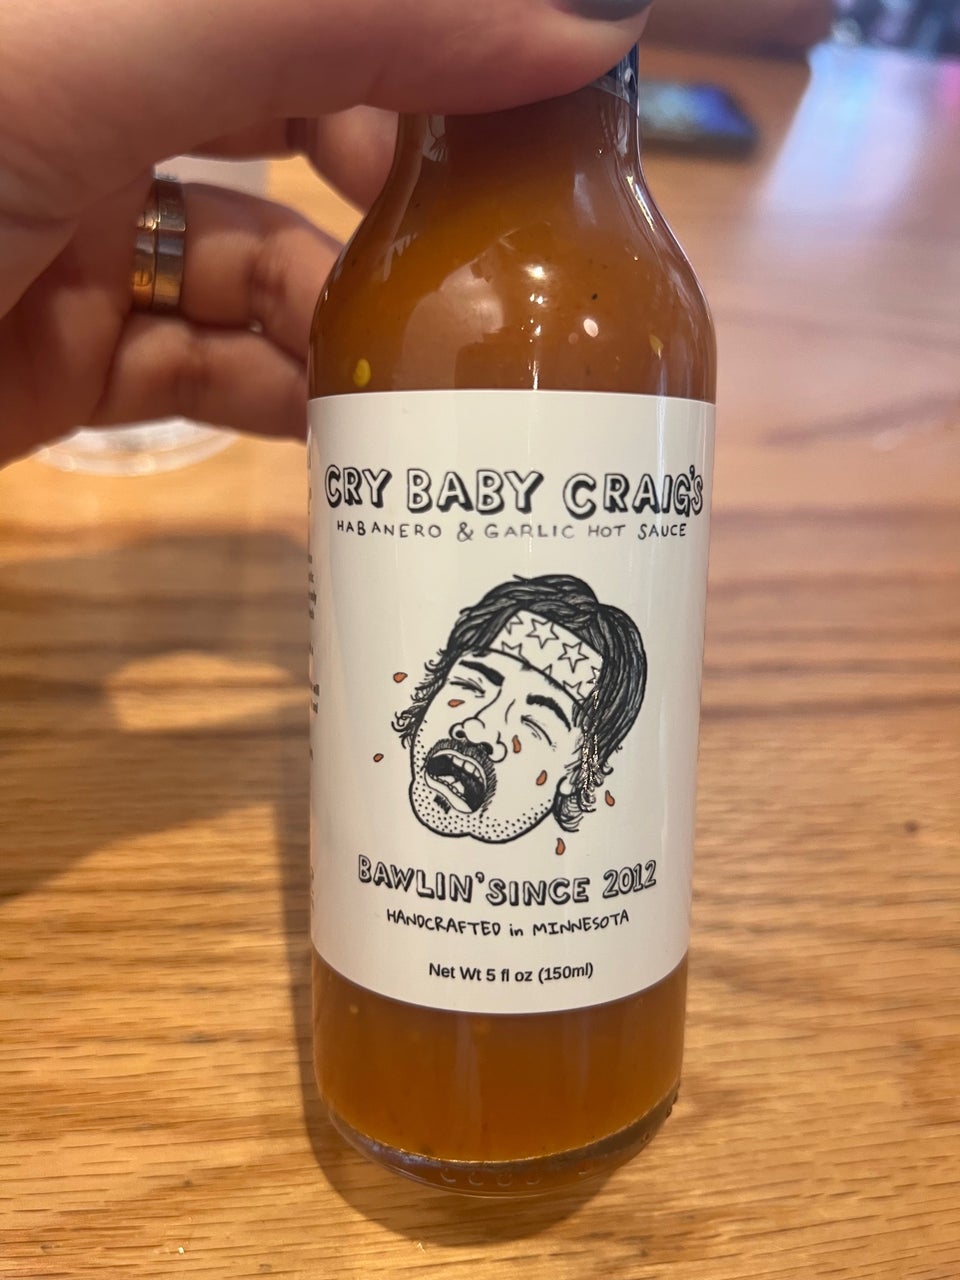 CRY BABY CRAIG'S
HABANERO & GARLIC HOT SAUCE
BAWLIN' SINCE 2012
HANDCRAFTED in MINNESOTA
Net Wt 5 fl oz (150ml)